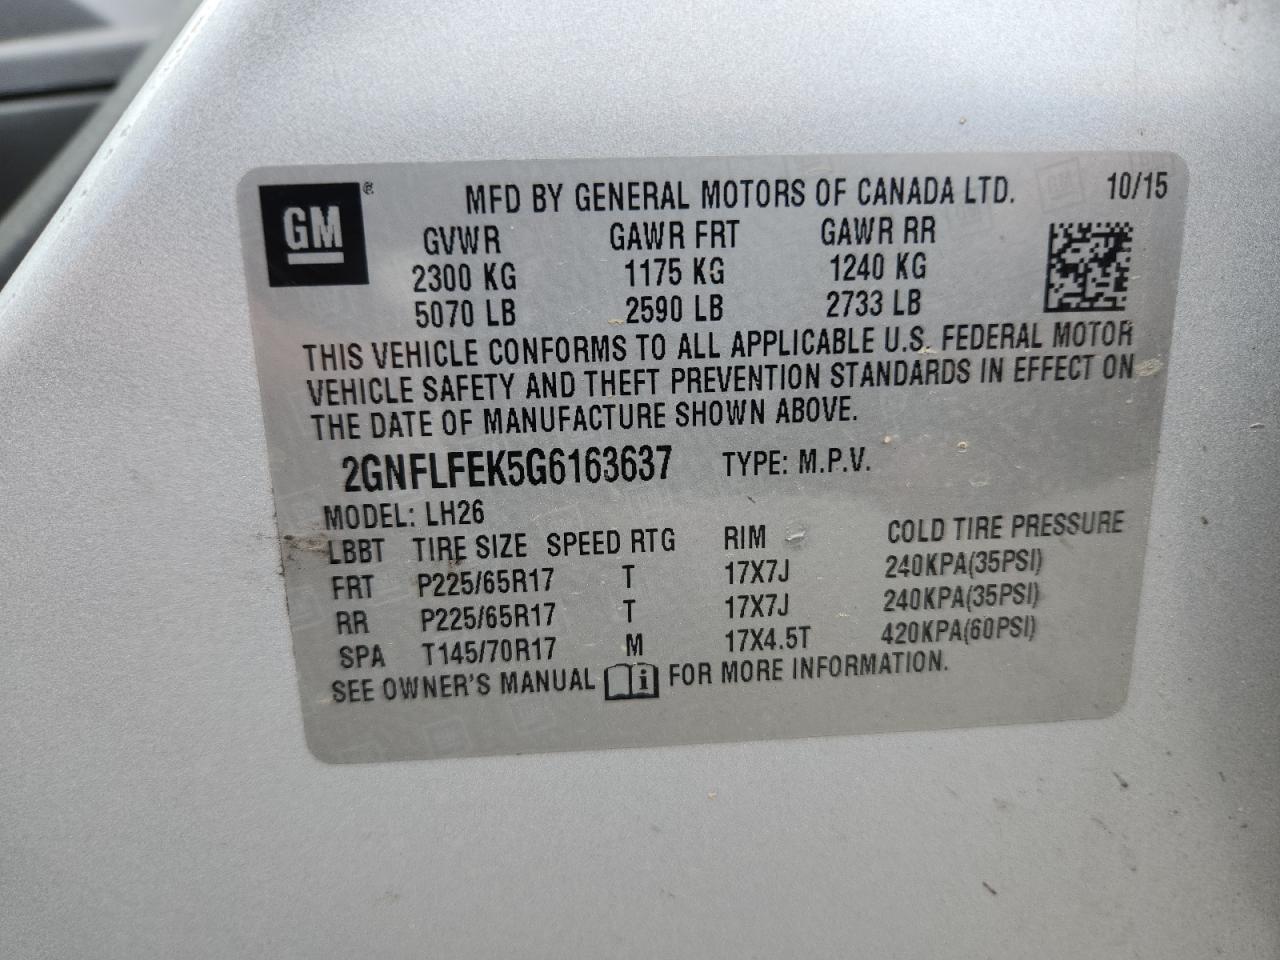 GM ® MFD BY GENERAL MOTORS OF CANADA LTD. 10/15
GVWR GAWR FRT GAWR RR
2300 KG 1175 KG 1240 KG
5070 LB 2590 LB 2733 LB
THIS VEHICLE CONFORMS TO ALL APPLICABLE U.S. FEDERAL MOTOR
VEHICLE SAFETY AND THEFT PREVENTION STANDARDS IN EFFECT ON
THE DATE OF MANUFACTURE SHOWN ABOVE.
2GNFLFEK5G6163637 TYPE: M.P.V.
MODEL: LH26
LBBT TIRE SIZE SPEED RTG RIM COLD TIRE PRESSURE
FRT P225/65R17 T 17X7J 240KPA(35PSI)
RR P225/65R17 T 17X7J 240KPA(35PSI)
SPA T145/70R17 M 17X4.5T 420KPA(60PSI)
SEE OWNER'S MANUAL i FOR MORE INFORMATION.